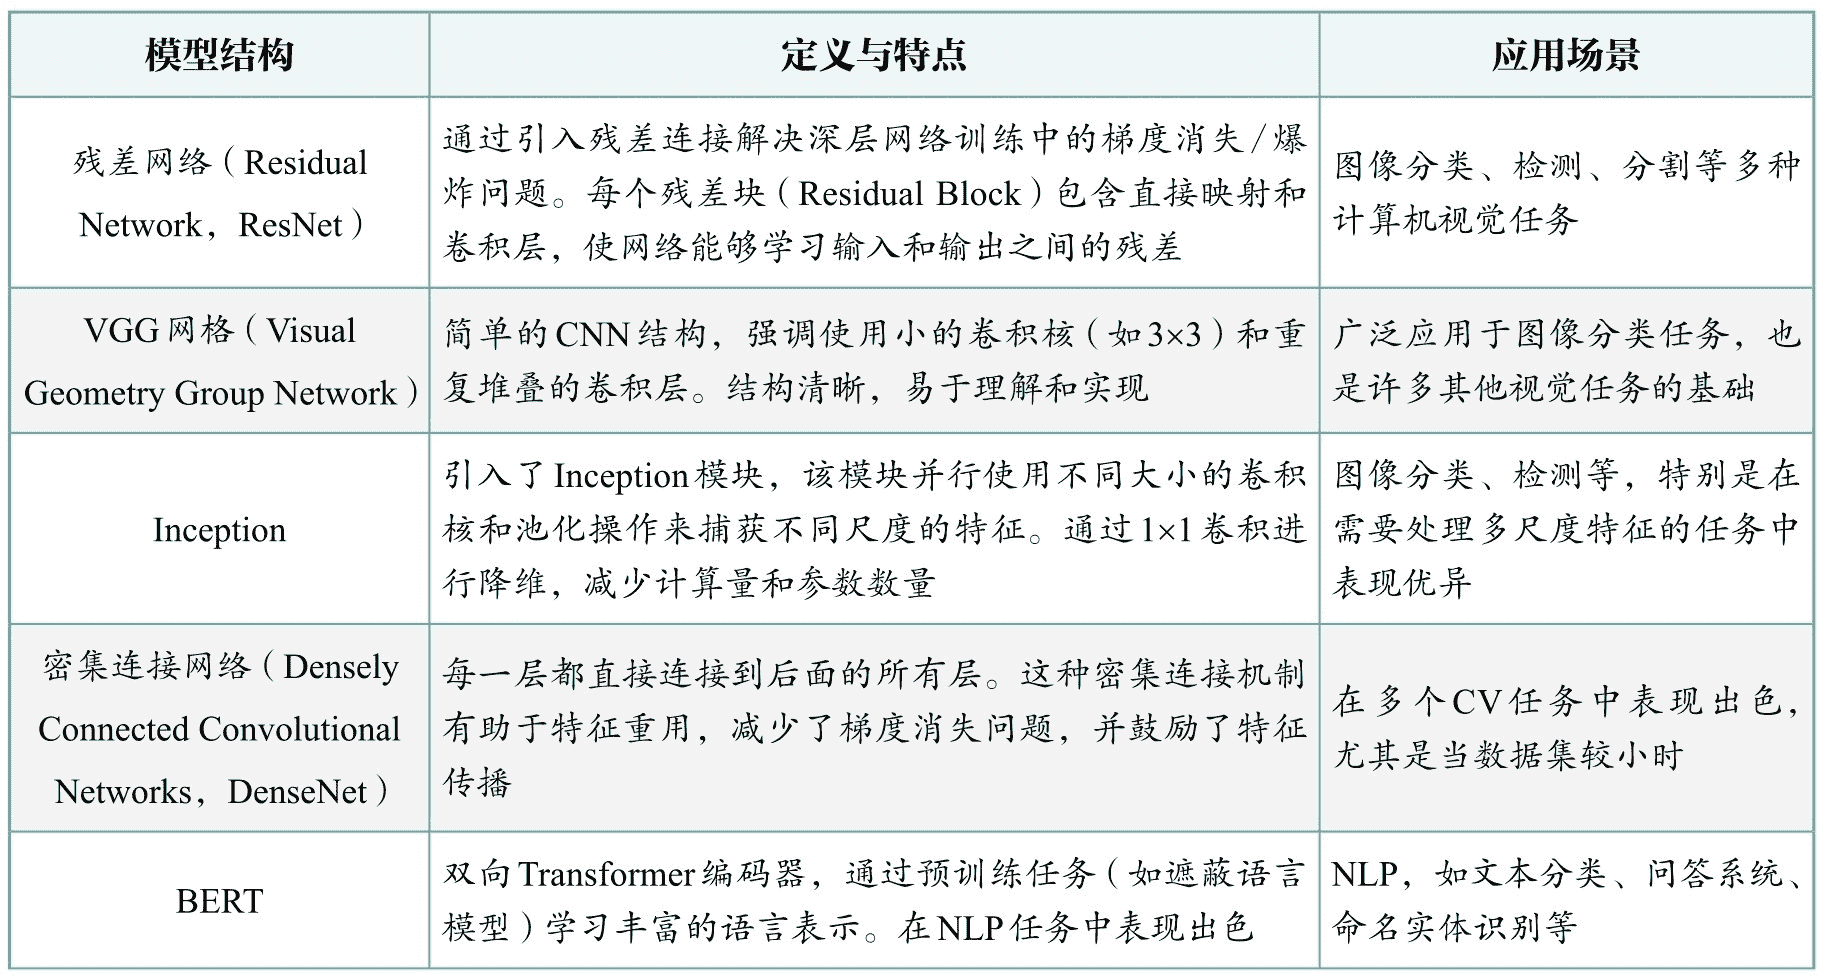 模型结构
定义与特点
应用场景
残差网络（Residual
Network，ResNet）
通过引入残差连接解决深层网络训练中的梯度消失/爆
炸问题。每个残差块（Residual Block）包含直接映射和
卷积层，使网络能够学习输入和输出之间的残差
图像分类、检测、分割等多种
计算机视觉任务
VGG网格（Visual
Geometry Group Network）
简单的CNN结构，强调使用小的卷积核（如3×3）和重
复堆叠的卷积层。结构清晰，易于理解和实现
广泛应用于图像分类任务，也
是许多其他视觉任务的基础
Inception
引入了Inception模块，该模块并行使用不同大小的卷积
核和池化操作来捕获不同尺度的特征。通过1×1卷积进
行降维，减少计算量和参数数量
图像分类、检测等，特别是在
需要处理多尺度特征的任务中
表现优异
密集连接网络（Densely
Connected Convolutional
Networks，DenseNet）
每一层都直接连接到后面的所有层。这种密集连接机制
有助于特征重用，减少了梯度消失问题，并鼓励了特征
传播
在多个CV任务中表现出色，
尤其是当数据集较小时
BERT
双向Transformer编码器，通过预训练任务（如遮蔽语言
模型）学习丰富的语言表示。在NLP任务中表现出色
NLP，如文本分类、问答系统、
命名实体识别等